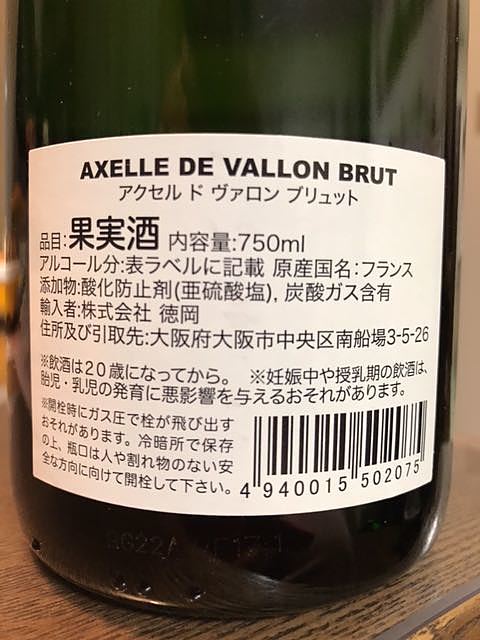 AXELLE DE VALLON BRUT
アクセル ド ヴァロン ブリュット
品目:果実酒 内容量:750ml
アルコール分:表ラベルに記載 原産国名:フランス
添加物:酸化防止剤(亜硫酸塩), 炭酸ガス含有
輸入者:株式会社 徳岡
住所及び引取先:大阪府大阪市中央区南船場3-5-26
※飲酒は20歳になってから。 ※妊娠中や授乳期の飲酒は、
胎児・乳児の発育に悪影響を与えるおそれがあります。
※開栓時にガス圧で栓が飛び出す
おそれがあります。冷暗所で保存
の上、瓶口は人や割れ物のない安
全な方向に向けて開栓して下さい。
4 940015 502075